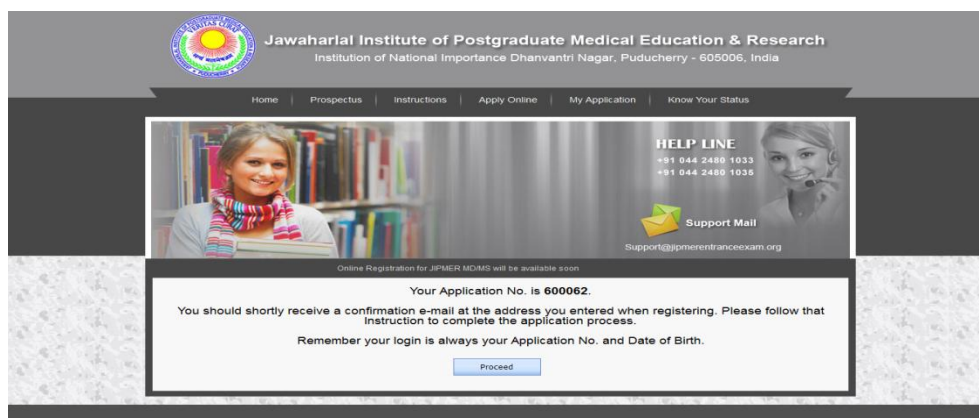 Jawaharlal Institute of Postgraduate Medical Education & Research
Institution of National Importance Dhanvantri Nagar, Puducherry - 605006, India
Home | Prospectus | Instructions | Apply Online | My Application | Know Your Status
HELP LINE
+91 044 2480 1033
+91 044 2480 1035
Support Mail
Support@jipmerentranceexam.org
Online Registration for JIPMER MD/MS will be available soon
Your Application No. is 600062.
You should shortly receive a confirmation e-mail at the address you entered when registering. Please follow that
Instruction to complete the application process.
Remember your login is always your Application No. and Date of Birth.
Proceed